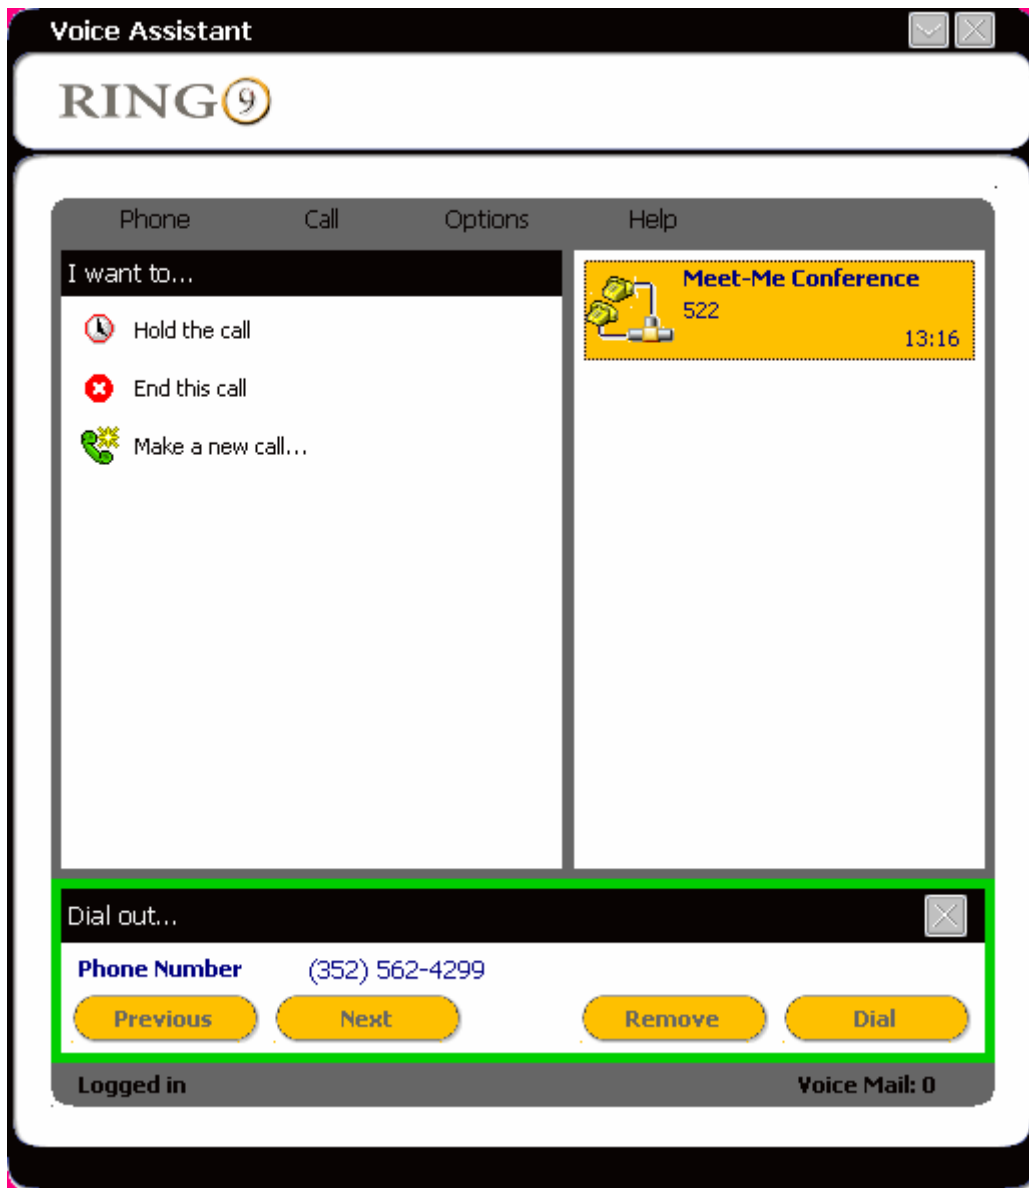 Voice Assistant
RING9
Phone Call Options Help
I want to...
Hold the call
End this call
Make a new call...
Meet-Me Conference
522
13:16
Dial out...
Phone Number (352) 562-4299
Previous Next Remove Dial
Logged in Voice Mail: 0